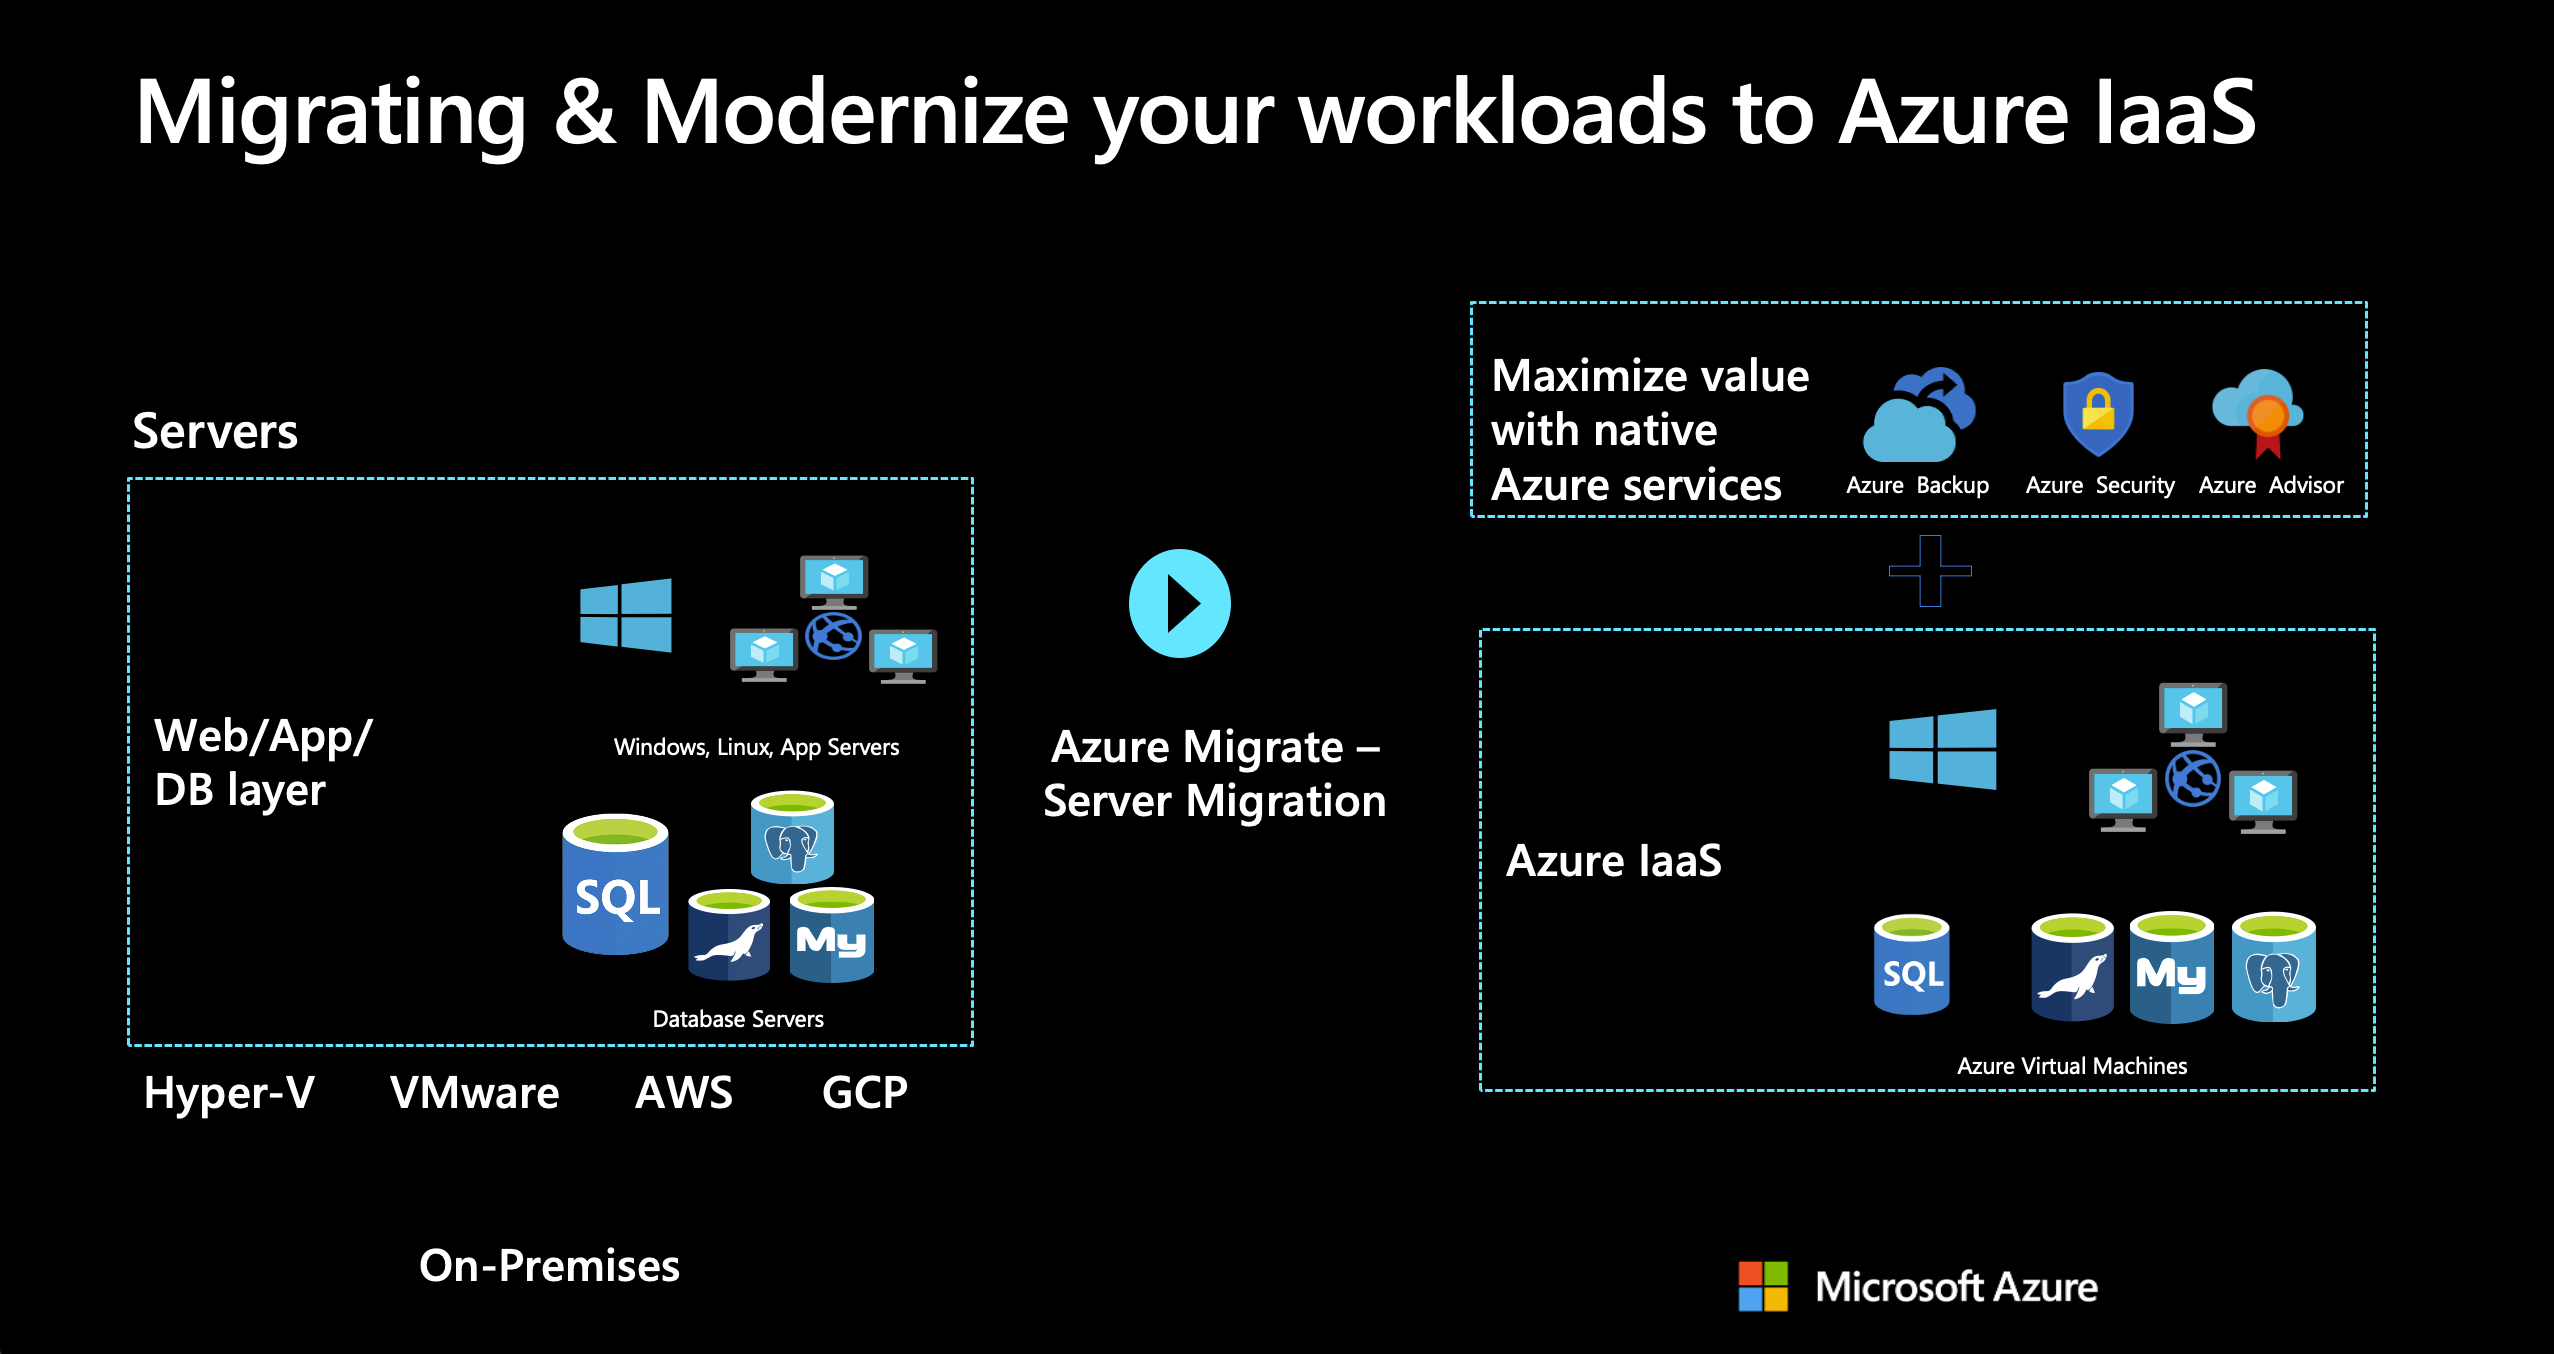 Migrating & Modernize your workloads to Azure IaaS
Servers
Web/App/
DB layer
Windows, Linux, App Servers
SQL
My
Database Servers
Hyper-V VMware AWS GCP
On-Premises
Azure Migrate –
Server Migration
Maximize value
with native
Azure services
Azure Backup Azure Security Azure Advisor
Azure IaaS
SQL My
Azure Virtual Machines
Microsoft Azure